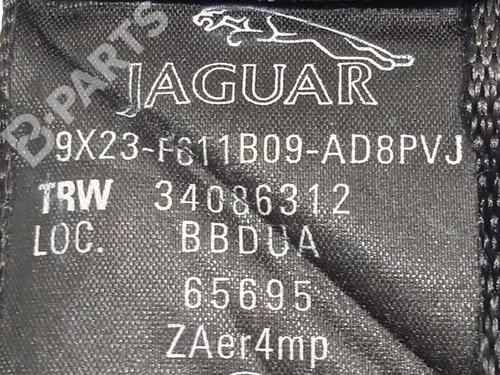 JAGUAR
9X23-F611B09-AD8PVJ
TRW 34086312
LOC. BBDUA
65695
ZAer4mp
B-PARTS